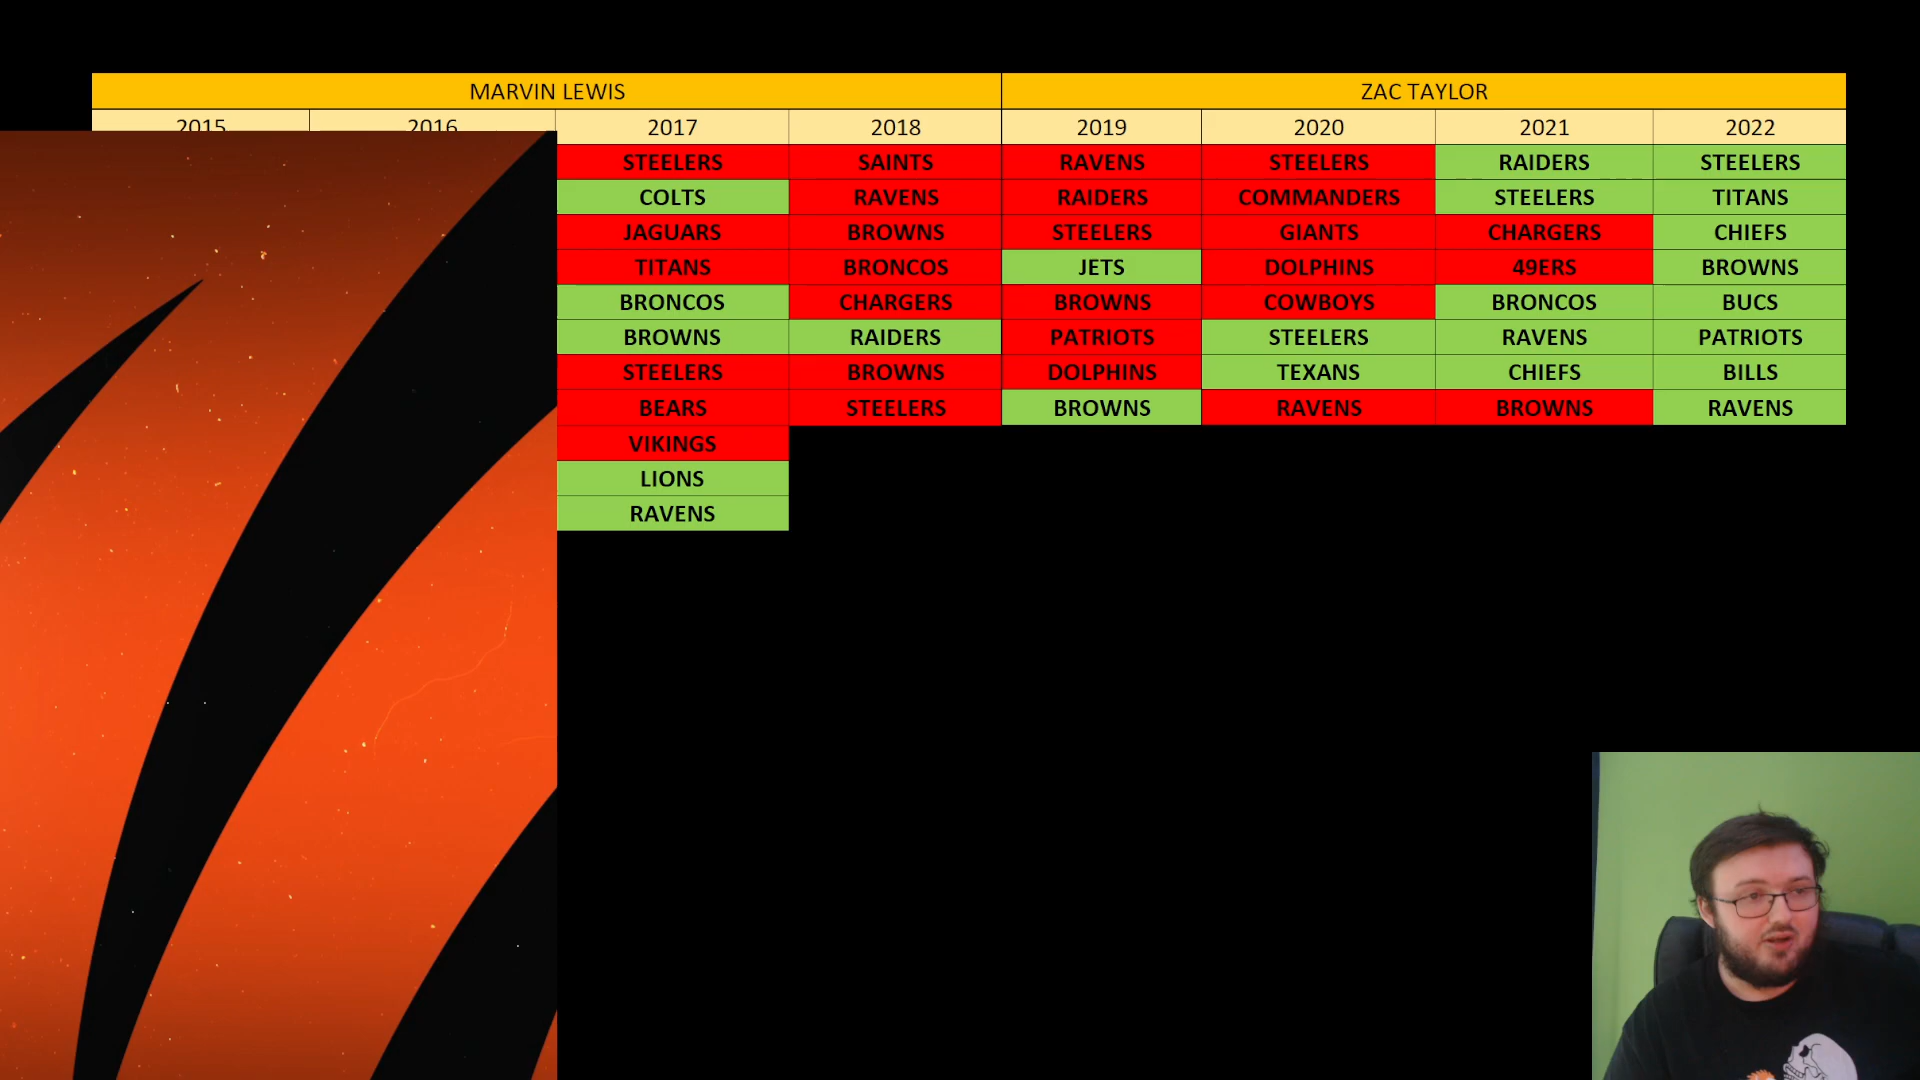 MARVIN LEWIS ZAC TAYLOR
2015 2016 2017 2018 2019 2020 2021 2022
STEELERS SAINTS RAVENS STEELERS RAIDERS STEELERS
COLTS RAVENS RAIDERS COMMANDERS STEELERS TITANS
JAGUARS BROWNS STEELERS GIANTS CHARGERS CHIEFS
TITANS BRONCOS JETS DOLPHINS 49ERS BROWNS
BRONCOS CHARGERS BROWNS COWBOYS BRONCOS BUCS
BROWNS RAIDERS PATRIOTS STEELERS RAVENS PATRIOTS
STEELERS BROWNS DOLPHINS TEXANS CHIEFS BILLS
BEARS STEELERS BROWNS RAVENS BROWNS RAVENS
VIKINGS
LIONS
RAVENS